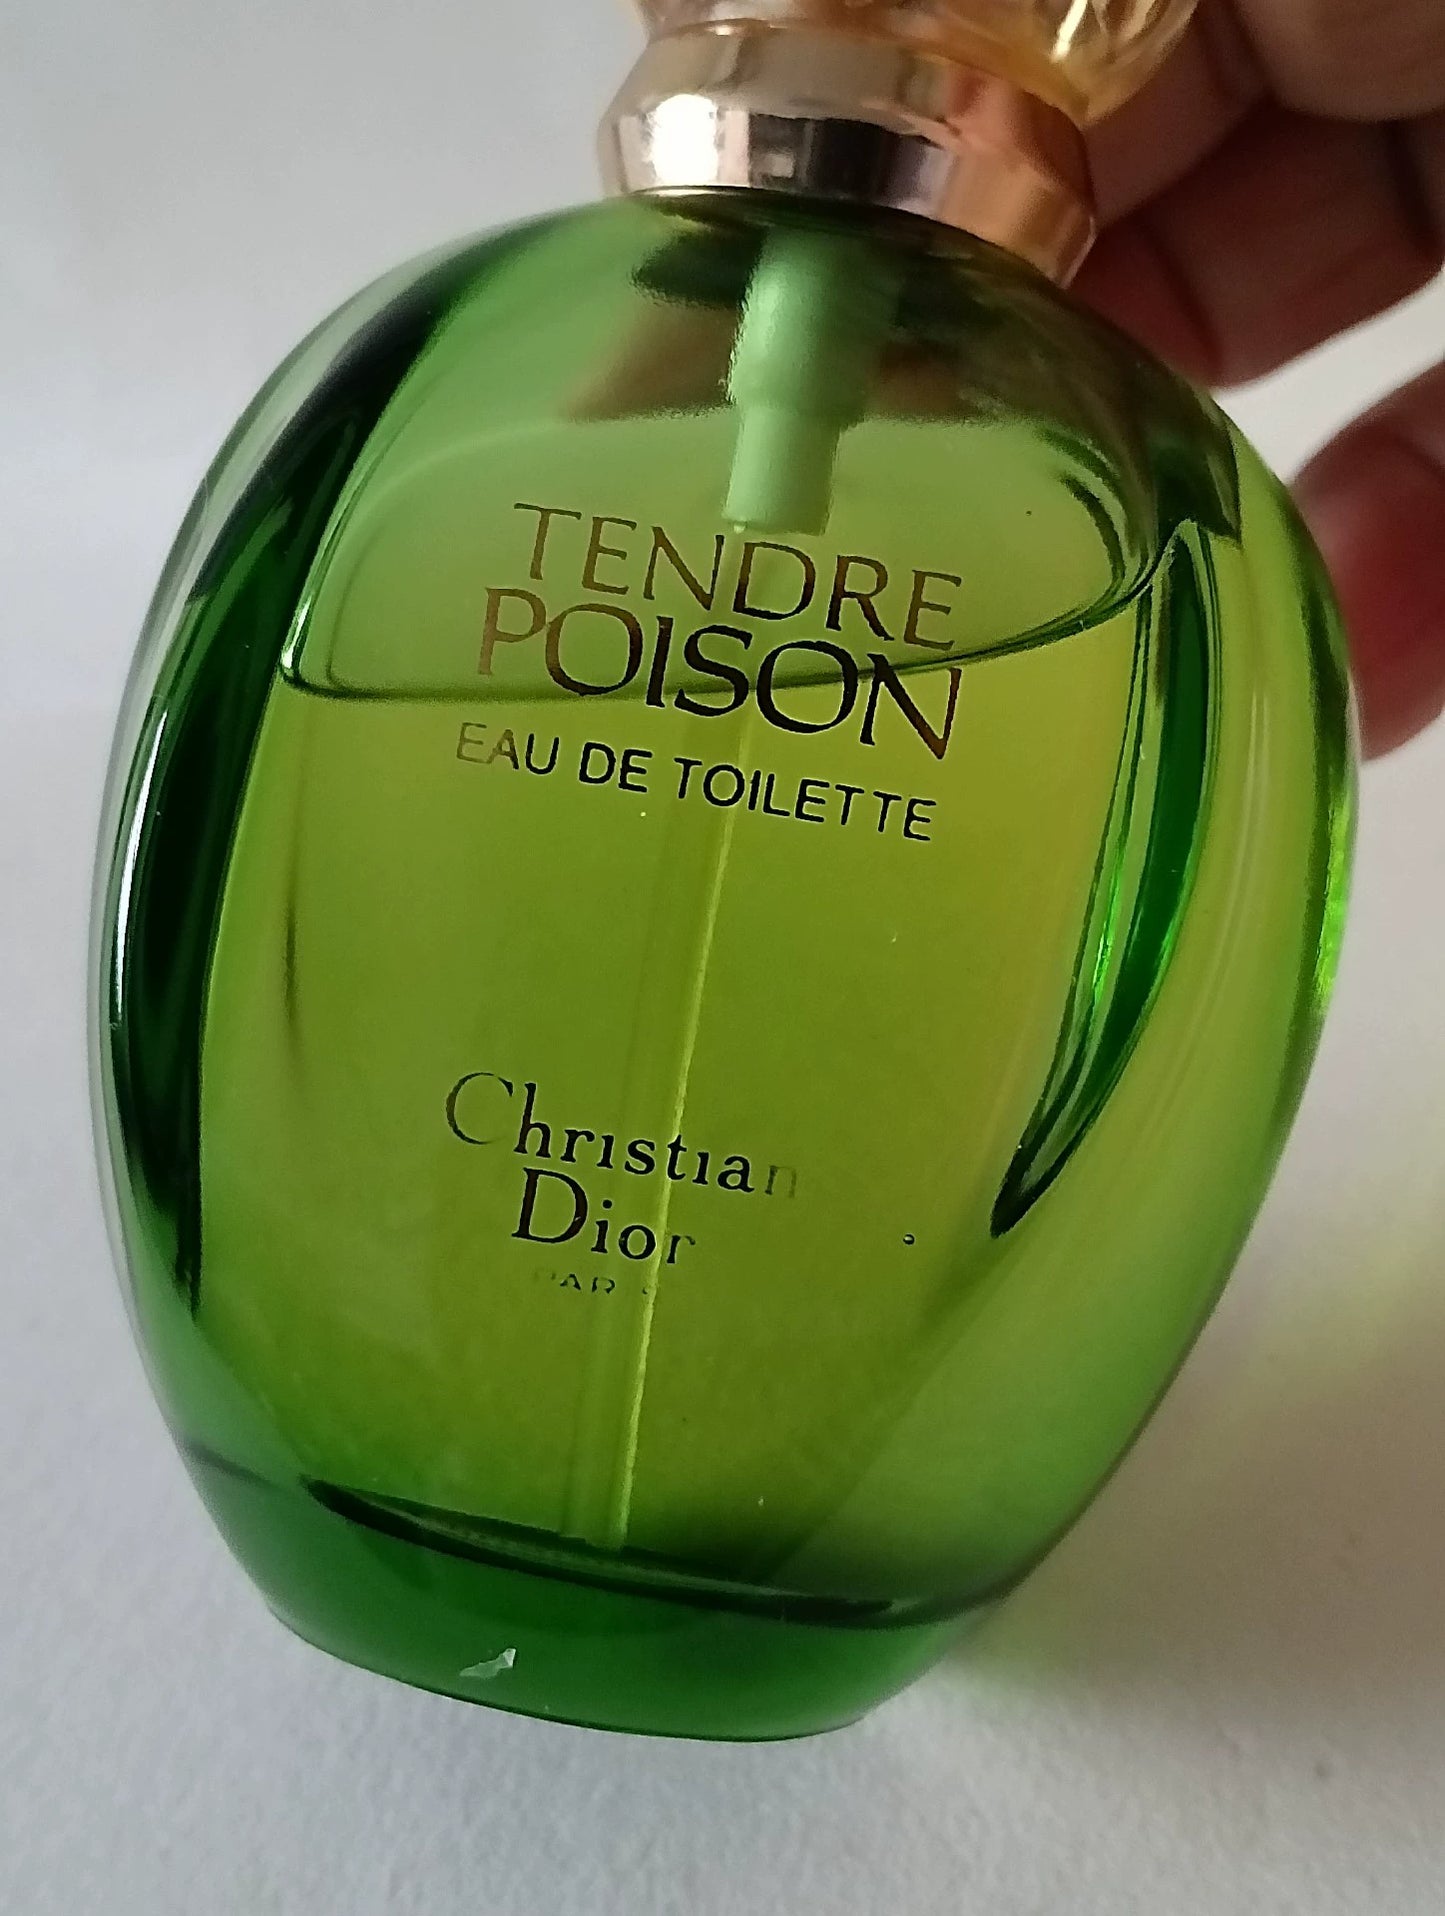 TENDRE
POISON
EAU DE TOILETTE
Christian
Dior